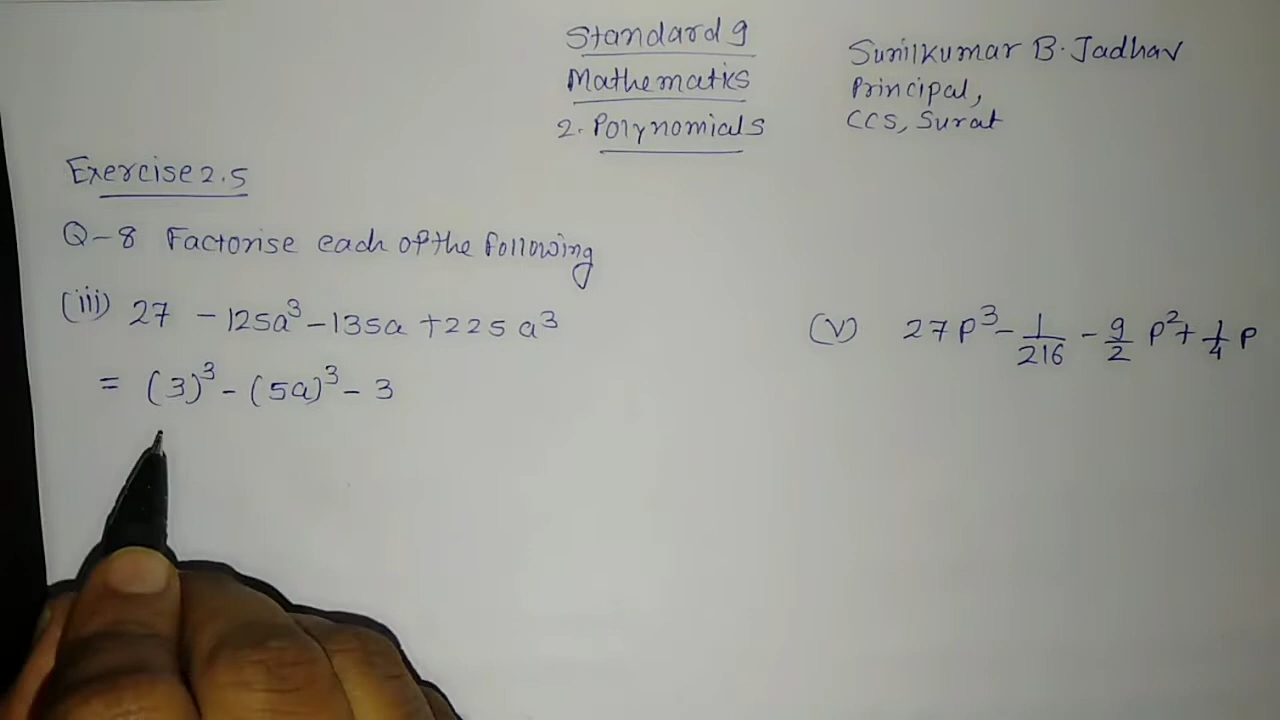 Standard 9
Mathematics
2. Polynomials
Sunilkumar B. Jadhav
Principal,
CCS, Surat
Exercise 2.5
Q-8 Factorise each of the following
(iii) 27 - 125a³ - 135a + 225a³
= (3)³ - (5a)³ - 3
(V) 27P³ - 1/216 - 9/2 P² + 1/4 P